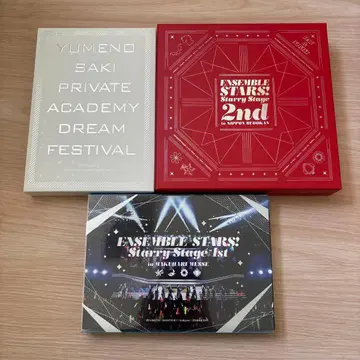 YUMENO
SAKI
PRIVATE
ACADEMY
DREAM
FESTIVAL
ENSEMBLE
STARS!
Starry Stage
2nd
in NIPPON BUDOKAN
ENSEMBLE STARS!
Starry Stage 1st
in MAKUHARI MESSE